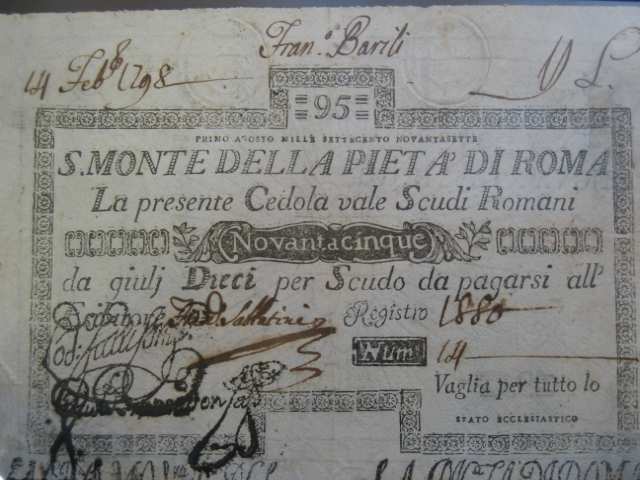 Fran.º Barili
14 Feb.º 1798
= 95 =
PRIMO AGOSTO MILLE SETTECENTO NOVANTASETTE
S. MONTE DELLA PIETA' DI ROMA
La presente Cedola vale Scudi Romani
Novantacinque
da giulj Dieci per Scudo da pagarsi all'
Registro 1880
Num 14
Vaglia per tutto lo
STATO ECCLESIASTICO